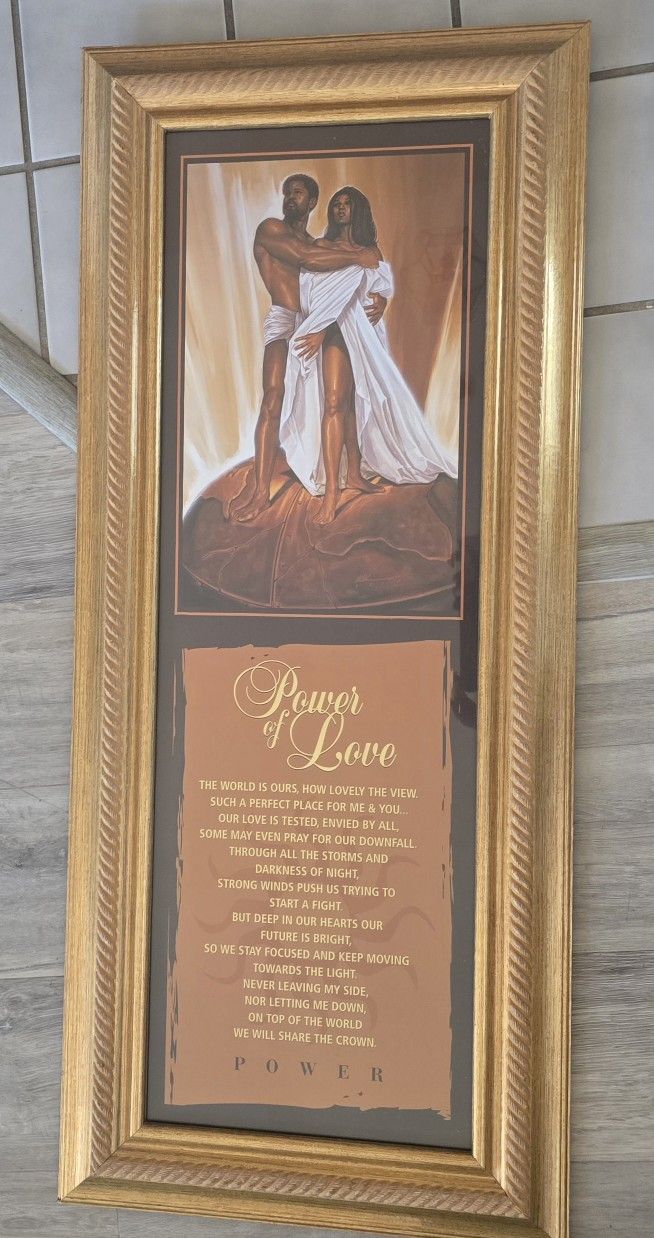 Power
of
Love
THE WORLD IS OURS, HOW LOVELY THE VIEW.
SUCH A PERFECT PLACE FOR ME & YOU...
OUR LOVE IS TESTED, ENVIED BY ALL,
SOME MAY EVEN PRAY FOR OUR DOWNFALL.
THROUGH ALL THE STORMS AND
DARKNESS OF NIGHT,
STRONG WINDS PUSH US TRYING TO
START A FIGHT.
BUT DEEP IN OUR HEARTS OUR
FUTURE IS BRIGHT,
SO WE STAY FOCUSED AND KEEP MOVING
TOWARDS THE LIGHT.
NEVER LEAVING MY SIDE,
NOR LETTING ME DOWN,
ON TOP OF THE WORLD
WE WILL SHARE THE CROWN.
POWER